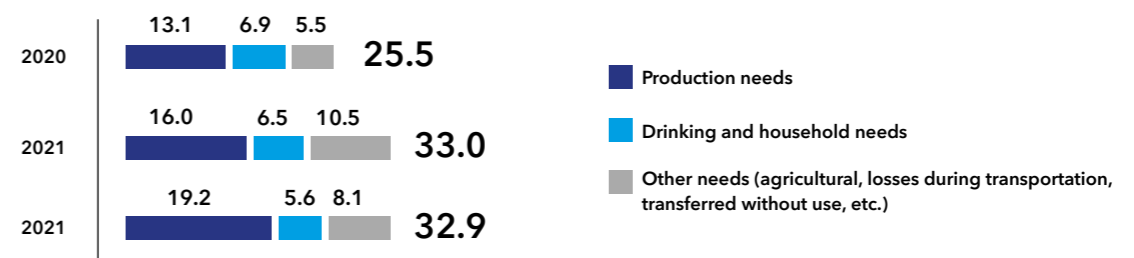 13.1 6.9 5.5
2020 25.5
16.0 6.5 10.5
2021 33.0
19.2 5.6 8.1
2021 32.9
Production needs
Drinking and household needs
Other needs (agricultural, losses during transportation,
transferred without use, etc.)